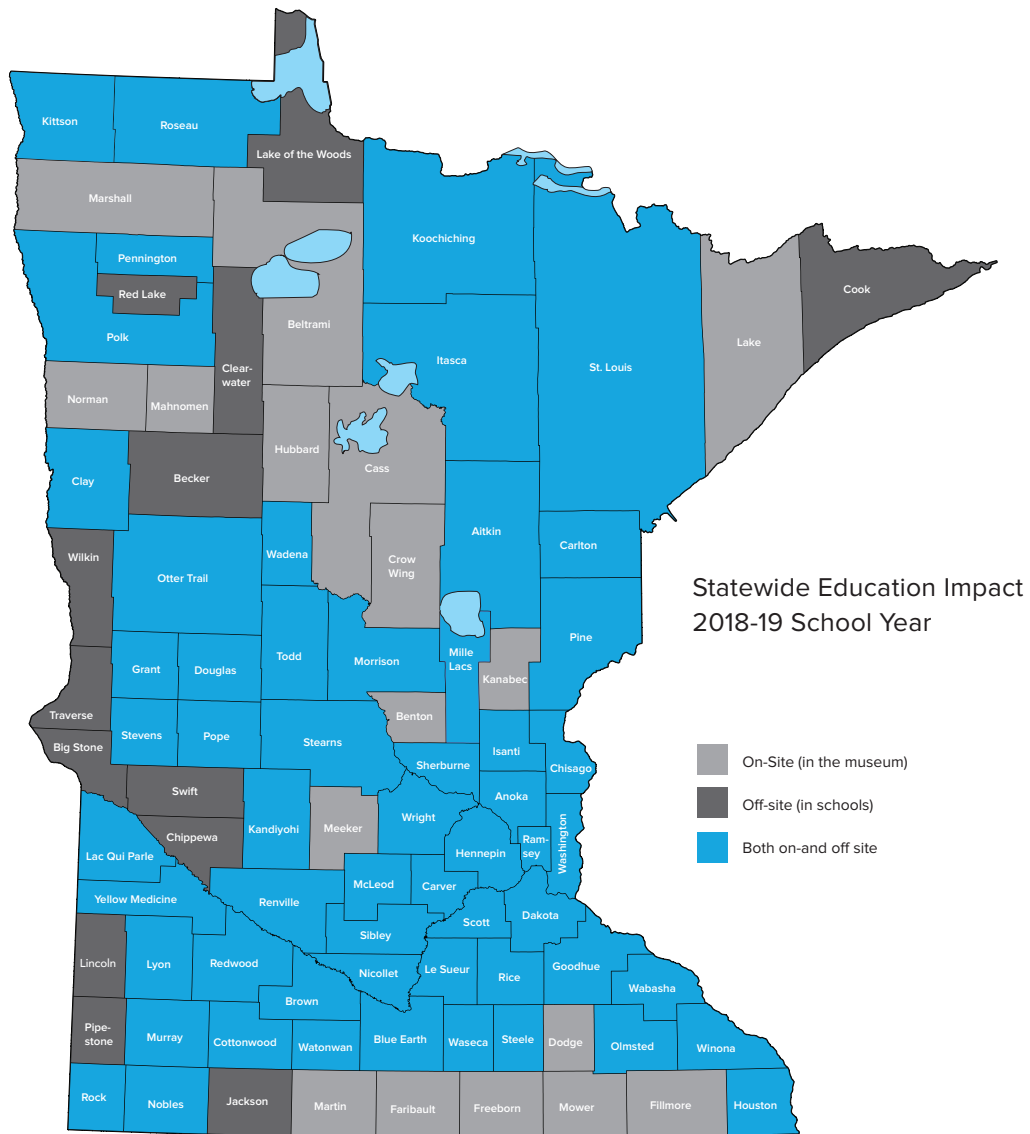 Kittson
Roseau
Lake of the Woods
Marshall
Koochiching
Pennington
Red Lake
Cook
Polk
Beltrami
Lake
Itasca
St. Louis
Clear-
water
Norman
Mahnomen
Hubbard
Cass
Clay
Becker
Aitkin
Carlton
Wadena
Crow
Wing
Wilkin
Otter Trail
Statewide Education Impact
2018-19 School Year
Pine
Mille
Lacs
Todd
Morrison
Grant
Douglas
Kanabec
Traverse
Benton
Stevens
Pope
Stearns
Big Stone
Isanti
Sherburne
Chisago
On-Site (in the museum)
Swift
Anoka
Off-site (in schools)
Wright
Kandiyohi
Meeker
Chippewa
Ram-
sey
Washington
Both on-and off site
Hennepin
Lac Qui Parle
McLeod
Carver
Yellow Medicine
Renville
Dakota
Scott
Sibley
Lincoln
Lyon
Redwood
Nicollet
Le Sueur
Rice
Goodhue
Wabasha
Brown
Pipe-
stone
Murray
Cottonwood
Watonwan
Blue Earth
Waseca
Steele
Dodge
Olmsted
Winona
Rock
Nobles
Jackson
Martin
Faribault
Freeborn
Mower
Fillmore
Houston